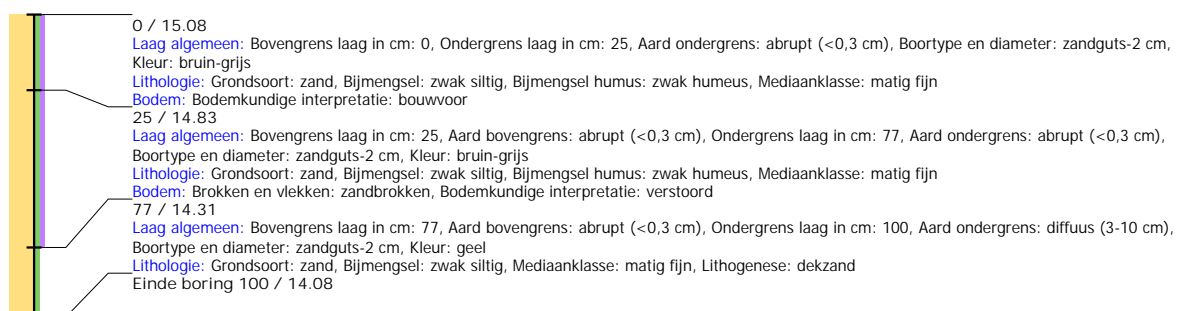 0 / 15.08
Laag algemeen: Bovengrens laag in cm: 0, Ondergrens laag in cm: 25, Aard ondergrens: abrupt (<0,3 cm), Boortype en diameter: zandguts-2 cm,
Kleur: bruin-grijs
Lithologie: Grondsoort: zand, Bijmengsel: zwak siltig, Bijmengsel humus: zwak humeus, Mediaanklasse: matig fijn
Bodem: Bodemkundige interpretatie: bouwvoor
25 / 14.83
Laag algemeen: Bovengrens laag in cm: 25, Aard bovengrens: abrupt (<0,3 cm), Ondergrens laag in cm: 77, Aard ondergrens: abrupt (<0,3 cm),
Boortype en diameter: zandguts-2 cm, Kleur: bruin-grijs
Lithologie: Grondsoort: zand, Bijmengsel: zwak siltig, Bijmengsel humus: zwak humeus, Mediaanklasse: matig fijn
Bodem: Brokken en vlekken: zandbrokken, Bodemkundige interpretatie: verstoord
77 / 14.31
Laag algemeen: Bovengrens laag in cm: 77, Aard bovengrens: abrupt (<0,3 cm), Ondergrens laag in cm: 100, Aard ondergrens: diffuus (3-10 cm),
Boortype en diameter: zandguts-2 cm, Kleur: geel
Lithologie: Grondsoort: zand, Bijmengsel: zwak siltig, Mediaanklasse: matig fijn, Lithogenese: dekzand
Einde boring 100 / 14.08